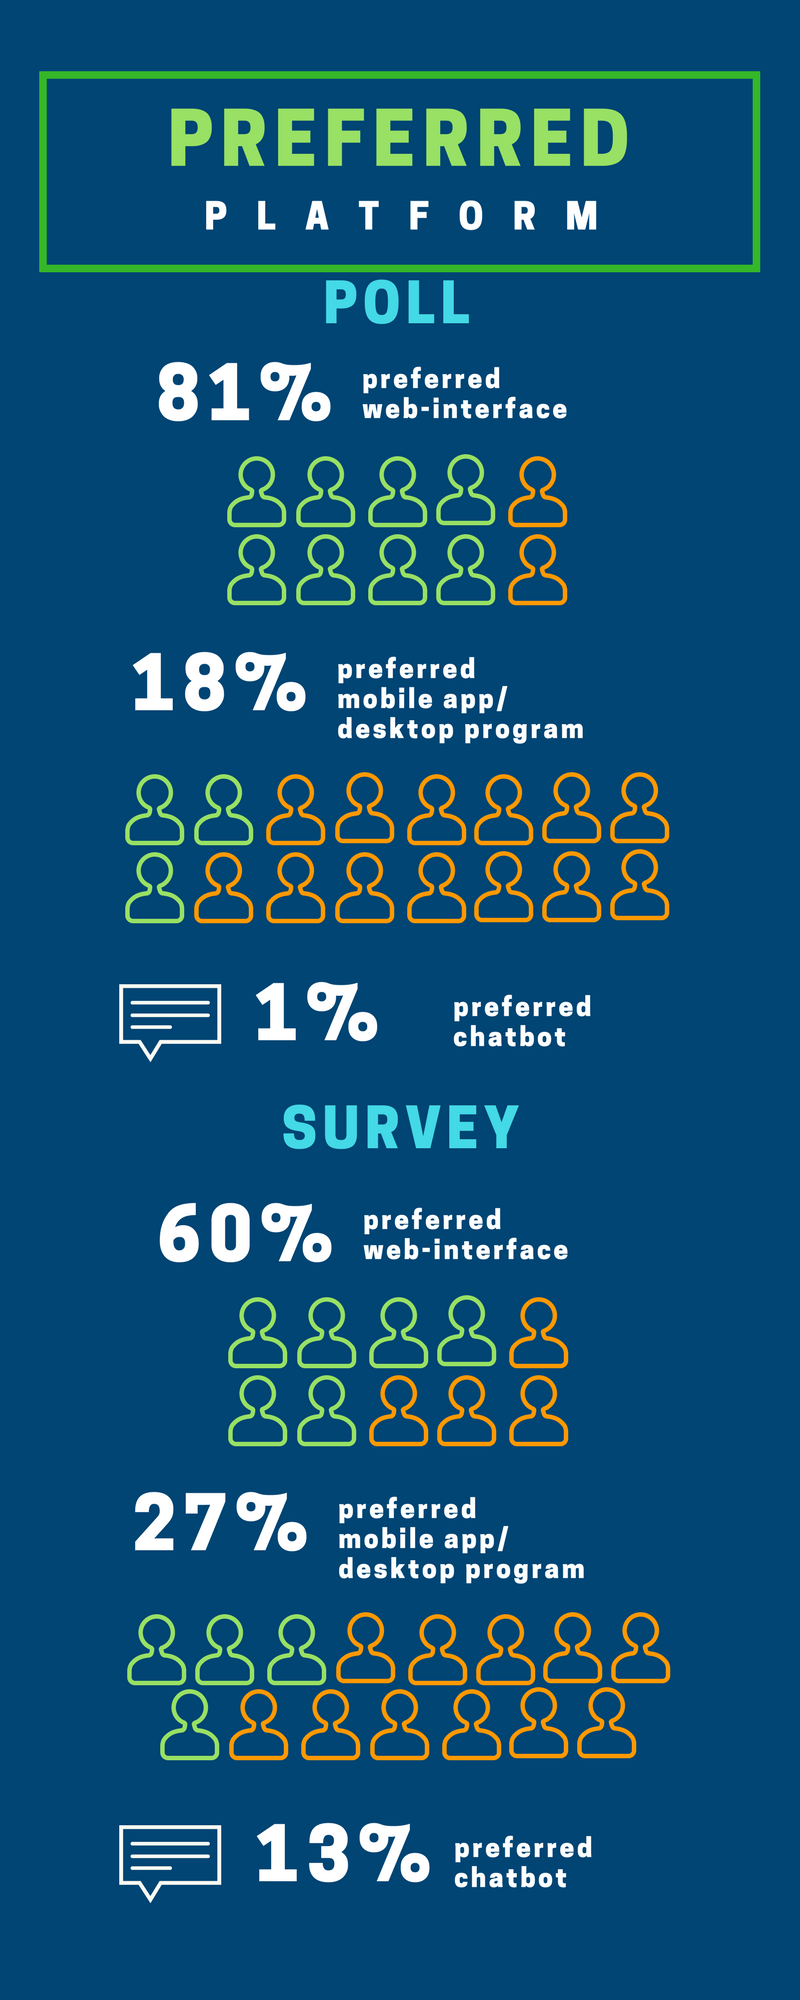 PREFERRED
PLATFORM
POLL
81%
preferred
web-interface
18%
preferred
mobile app/
desktop program
1%
preferred
chatbot
SURVEY
60%
preferred
web-interface
27%
preferred
mobile app/
desktop program
13%
preferred
chatbot